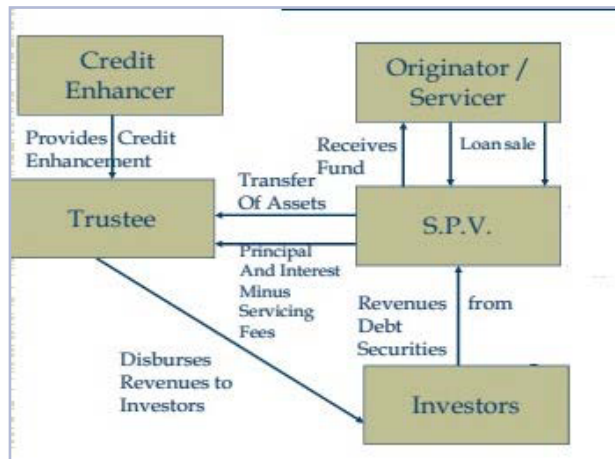 Credit
Enhancer
Originator /
Servicer
Provides Credit
Enhancement
Receives
Fund
Loan sale
Transfer
Of Assets
Trustee
S.P.V.
Principal
And Interest
Minus
Servicing
Fees
Revenues from
Debt
Securities
Disburses
Revenues to
Investors
Investors